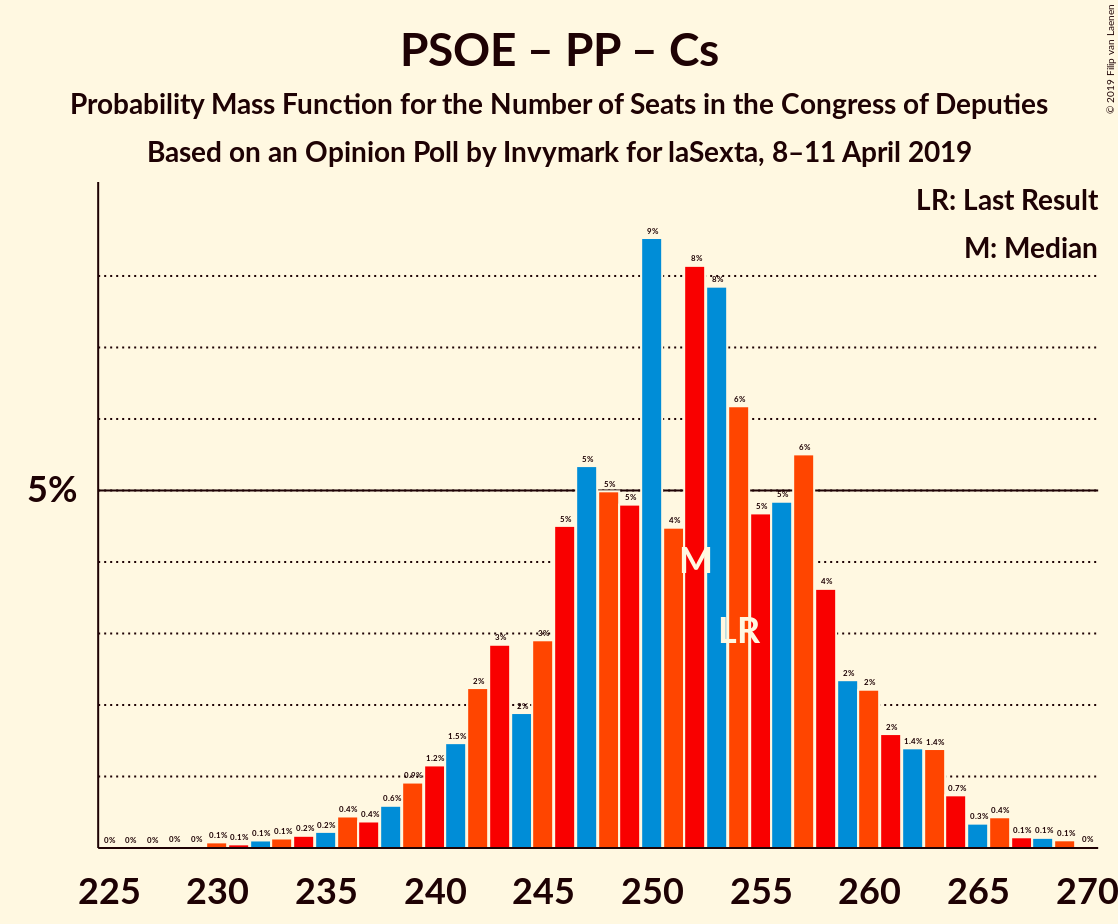 PSOE – PP – Cs
Probability Mass Function for the Number of Seats in the Congress of Deputies
Based on an Opinion Poll by Invymark for laSexta, 8–11 April 2019
© 2019 Filip van Laenen
LR: Last Result
M: Median
5%
0% 0% 0% 0% 0% 0.1% 0.1% 0.1% 0.1% 0.2% 0.2% 0.4% 0.4% 0.6% 0.9% 1.2% 1.5% 2% 3% 2% 3% 5% 5% 5% 5% 9% 4% 8% 8% 6% 5% 5% 6% 4% 2% 2% 2% 1.4% 1.4% 0.7% 0.3% 0.4% 0.1% 0.1% 0.1% 0%
M
LR
225 230 235 240 245 250 255 260 265 270